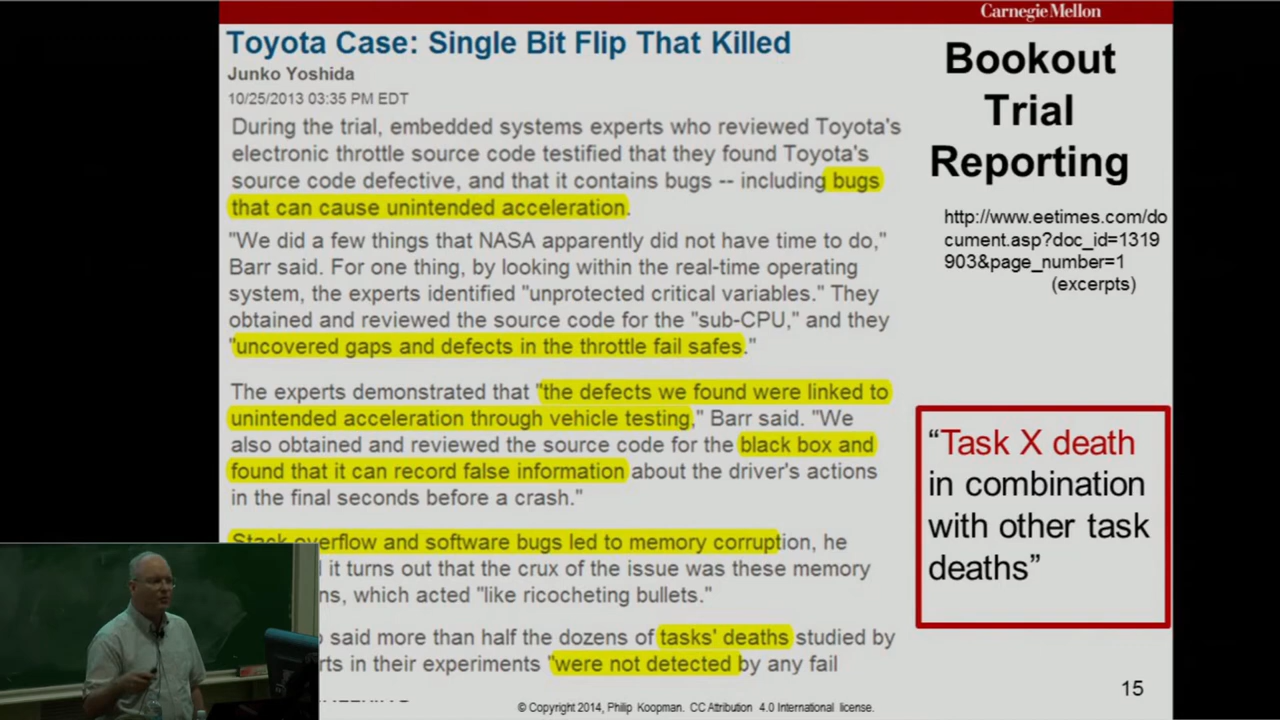 Carnegie Mellon
Toyota Case: Single Bit Flip That Killed
Junko Yoshida
10/25/2013 03:35 PM EDT
During the trial, embedded systems experts who reviewed Toyota's
electronic throttle source code testified that they found Toyota's
source code defective, and that it contains bugs -- including bugs
that can cause unintended acceleration.
"We did a few things that NASA apparently did not have time to do,"
Barr said. For one thing, by looking within the real-time operating
system, the experts identified "unprotected critical variables." They
obtained and reviewed the source code for the "sub-CPU," and they
"uncovered gaps and defects in the throttle fail safes."
The experts demonstrated that "the defects we found were linked to
unintended acceleration through vehicle testing," Barr said. "We
also obtained and reviewed the source code for the black box and
found that it can record false information about the driver's actions
in the final seconds before a crash."
Stack overflow and software bugs led to memory corruption, he
it turns out that the crux of the issue was these memory
which acted "like ricocheting bullets."
said more than half the dozens of tasks' deaths studied by
in their experiments "were not detected by any fail
Bookout
Trial
Reporting
http://www.eetimes.com/do
cument.asp?doc_id=1319
903&page_number=1
(excerpts)
"Task X death
in combination
with other task
deaths"
15
© Copyright 2014, Philip Koopman. CC Attribution 4.0 International license.